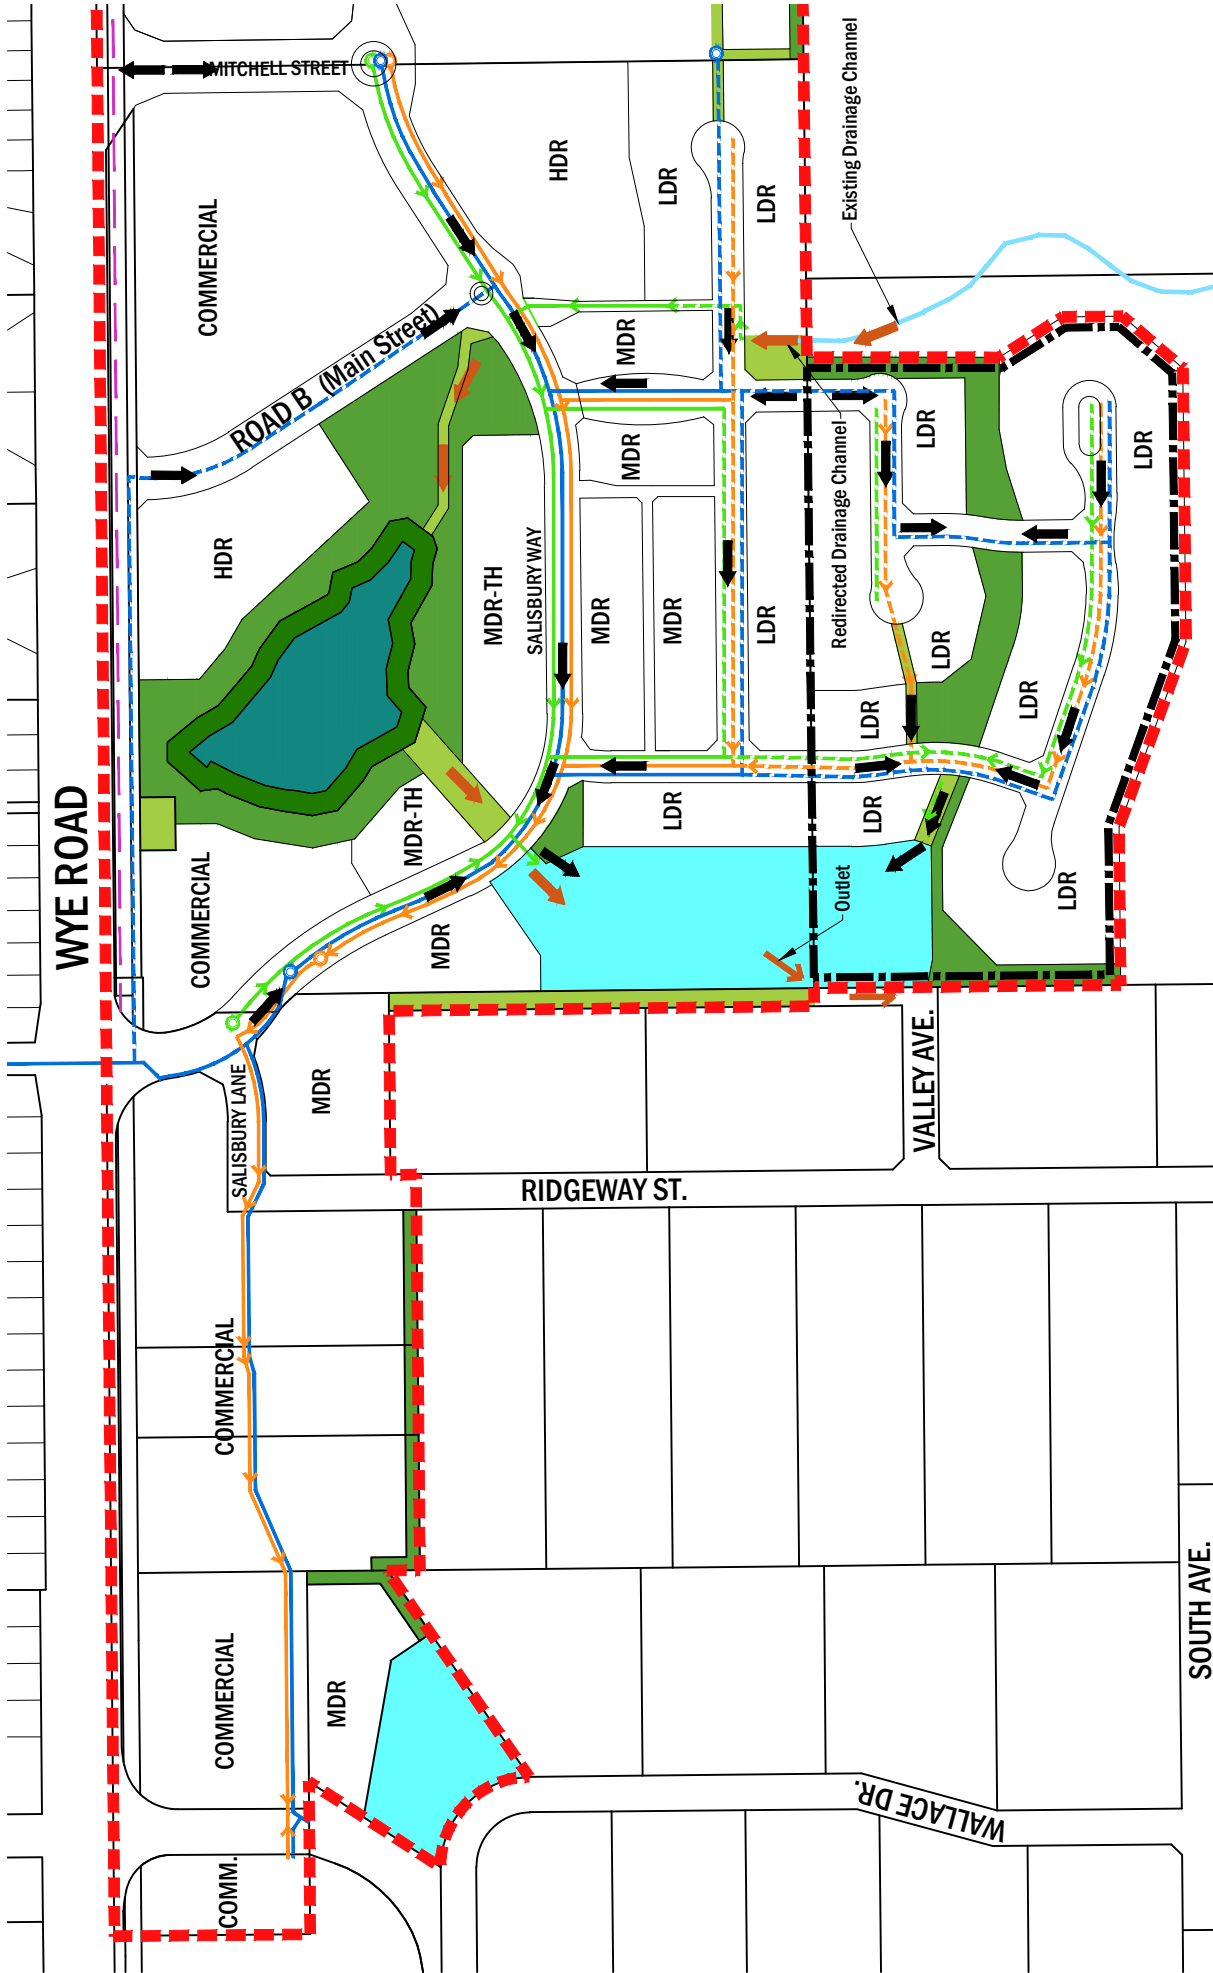 MITCHELL STREET
Existing Drainage Channel
HDR
LDR
LDR
COMMERCIAL
ROAD B (Main Street)
MDR
LDR
LDR
MDR
Redirected Drainage Channel
HDR
MDR-TH
SALISBURY WAY
MDR
MDR
LDR
LDR
LDR
LDR
WYE ROAD
MDR-TH
LDR
LDR
Outlet
LDR
COMMERCIAL
MDR
VALLEY AVE.
SALISBURY LANE
MDR
RIDGEWAY ST.
COMMERCIAL
SOUTH AVE.
COMMERCIAL
MDR
WALLACE DR.
COMM.